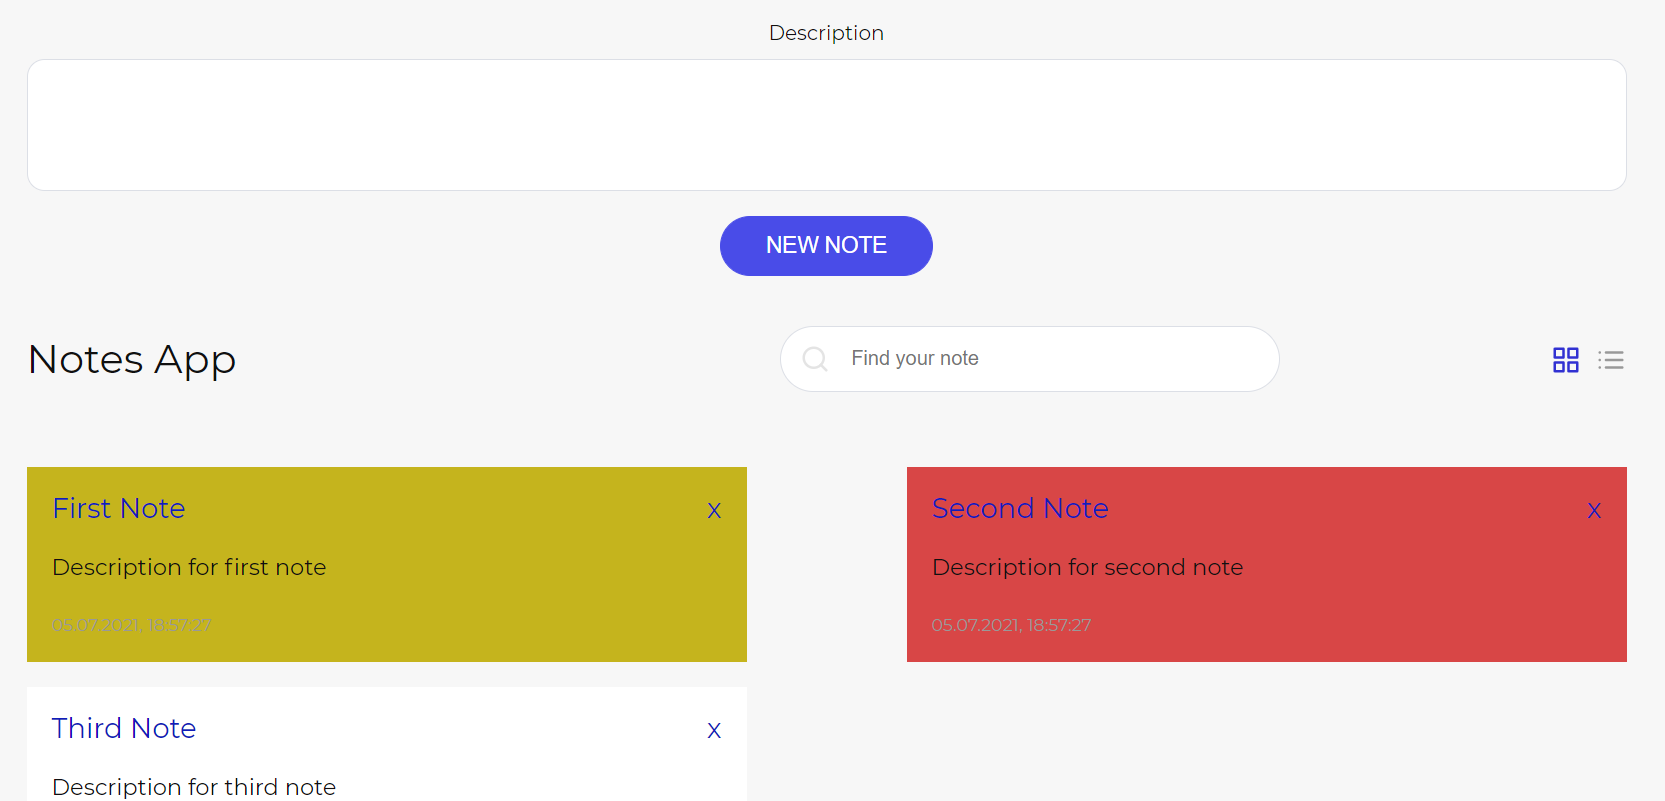 Description
NEW NOTE
Notes App
Find your note
First Note x
Description for first note
05.07.2021, 18:57:27
Second Note x
Description for second note
05.07.2021, 18:57:27
Third Note x
Description for third note